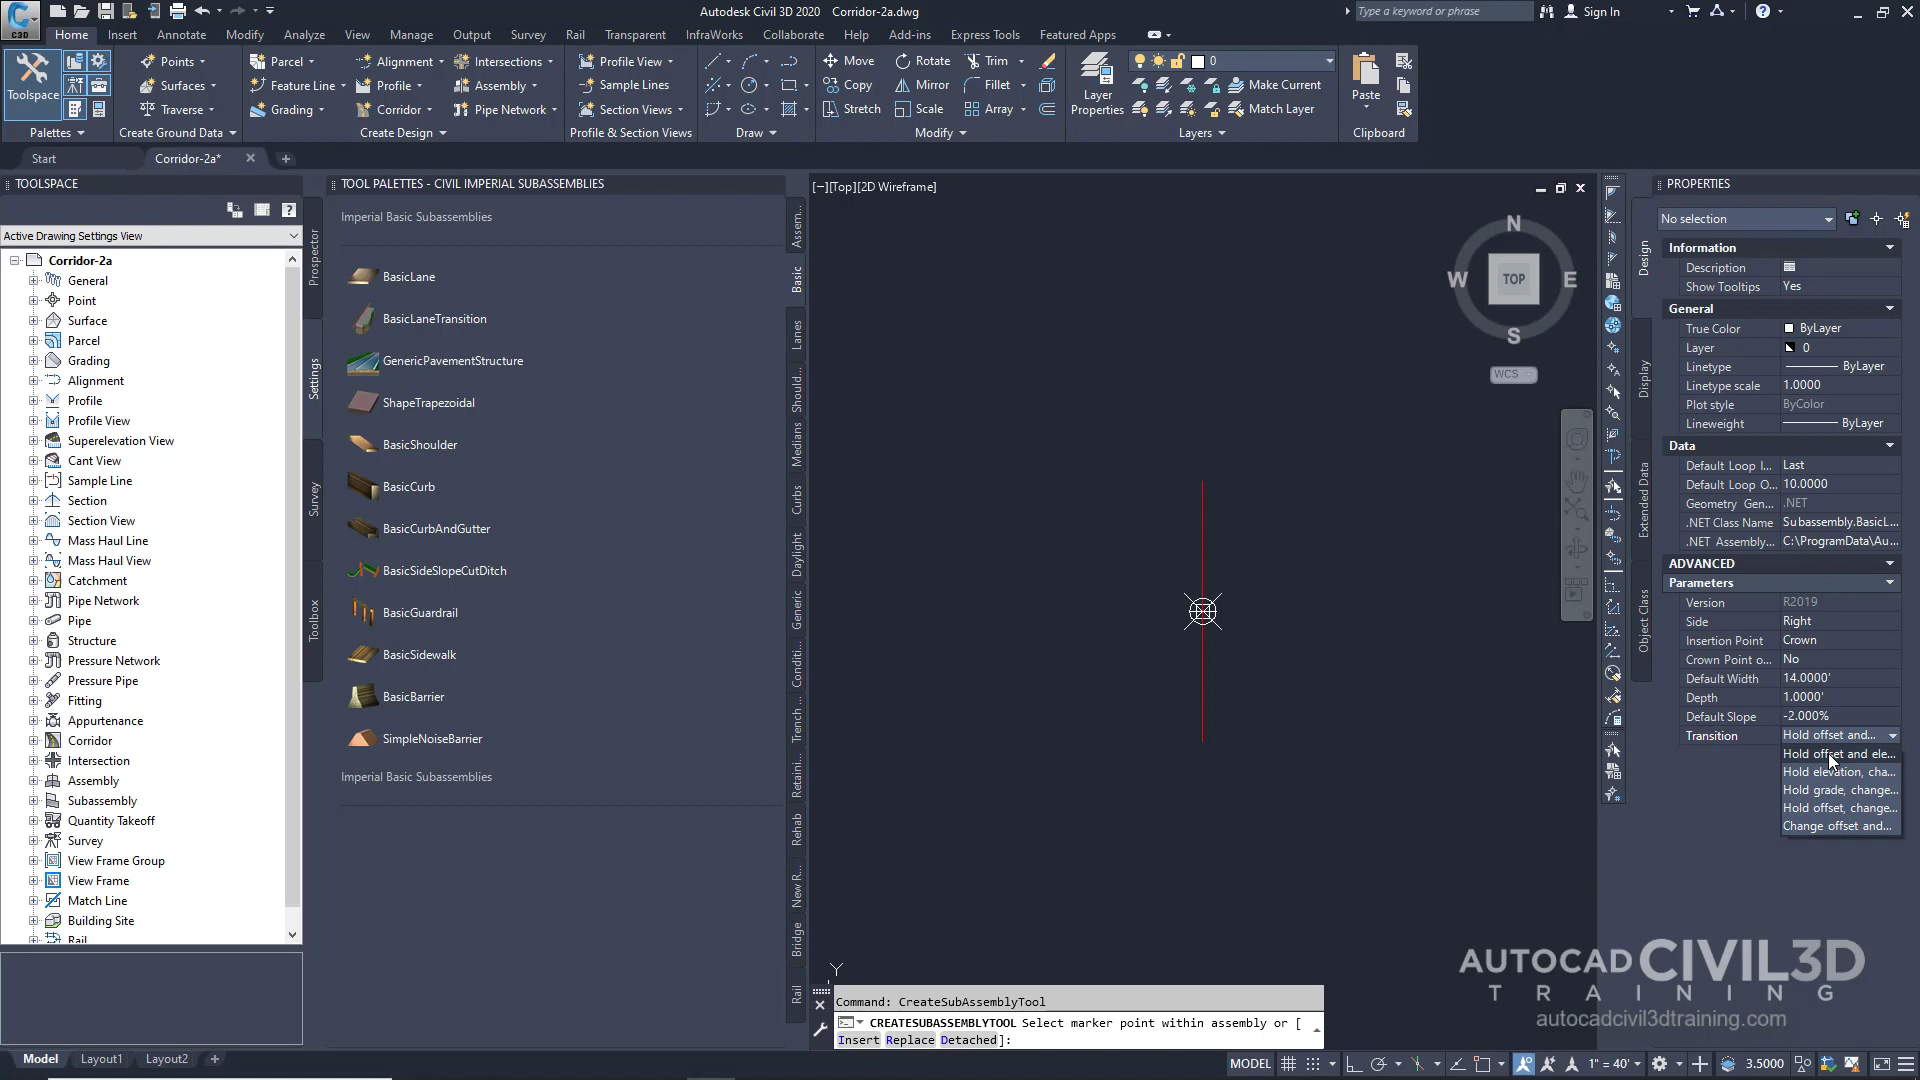 Autodesk Civil 3D 2020 Corridor-2a.dwg
Type a keyword or phrase
Sign In
C3D
Home Insert Annotate Modify Analyze View Manage Output Survey Rail Transparent InfraWorks Collaborate Help Add-ins Express Tools Featured Apps
Toolspace
Points
Surfaces
Traverse
Parcel
Feature Line
Grading
Alignment
Profile
Corridor
Intersections
Assembly
Pipe Network
Profile View
Sample Lines
Section Views
Move Rotate Trim
Copy Mirror Fillet
Stretch Scale Array
Layer
Properties
0
Make Current
Match Layer
Paste
Palettes Create Ground Data Create Design Profile & Section Views Draw Modify Layers Clipboard
Start Corridor-2a*
TOOLSPACE
Active Drawing Settings View
Corridor-2a
General
Point
Surface
Parcel
Grading
Alignment
Profile
Profile View
Superelevation View
Cant View
Sample Line
Section
Section View
Mass Haul Line
Mass Haul View
Catchment
Pipe Network
Pipe
Structure
Pressure Network
Pressure Pipe
Fitting
Appurtenance
Corridor
Intersection
Assembly
Subassembly
Quantity Takeoff
Survey
View Frame Group
View Frame
Match Line
Building Site
Rail
Prospector
Settings
Survey
Toolbox
TOOL PALETTES - CIVIL IMPERIAL SUBASSEMBLIES
Imperial Basic Subassemblies
BasicLane
BasicLaneTransition
GenericPavementStructure
ShapeTrapezoidal
BasicShoulder
BasicCurb
BasicCurbAndGutter
BasicSideSlopeCutDitch
BasicGuardrail
BasicSidewalk
BasicBarrier
SimpleNoiseBarrier
Imperial Basic Subassemblies
Assem...
Basic
Lanes
Should...
Medians
Curbs
Daylight
Generic
Conditi...
Trench ...
Retaini...
Rehab
New R...
Bridge
Rail
[−][Top][2D Wireframe]
N
W TOP E
S
WCS
Y
Command: CreateSubAssemblyTool
CREATESUBASSEMBLYTOOL Select marker point within assembly or [
Insert Replace Detached]:
PROPERTIES
No selection
Design
Display
Extended Data
Object Class
Information
Description
Show Tooltips Yes
General
True Color ByLayer
Layer 0
Linetype ByLayer
Linetype scale 1.0000
Plot style ByColor
Lineweight ByLayer
Data
Default Loop I... Last
Default Loop O... 10.0000
Geometry Gen... .NET
.NET Class Name Subassembly.BasicL...
.NET Assembly... C:\ProgramData\Au...
ADVANCED
Parameters
Version R2019
Side Right
Insertion Point Crown
Crown Point o... No
Default Width 14.0000'
Depth 1.0000'
Default Slope -2.000%
Transition Hold offset and...
Hold offset and ele...
Hold elevation, cha...
Hold grade, change...
Hold offset, change...
Change offset and...
AUTOCAD CIVIL3D
TRAINING
autocadcivil3dtraining.com
Model Layout1 Layout2
MODEL 1" = 40' 3.5000